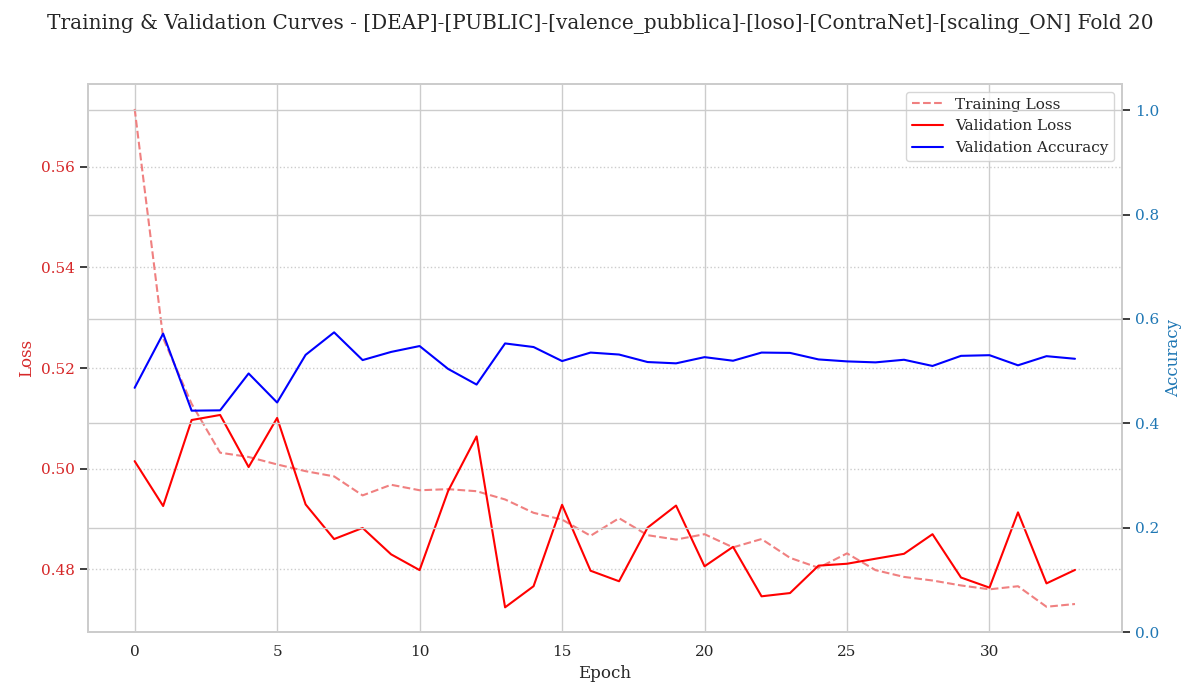 Training & Validation Curves - [DEAP]-[PUBLIC]-[valence_pubblica]-[loso]-[ContraNet]-[scaling_ON] Fold 20
Training Loss
Validation Loss
Validation Accuracy
Loss
0.56
0.54
0.52
0.50
0.48
1.0
0.8
0.6
0.4
0.2
0.0
Accuracy
0
5
10
15
20
25
30
Epoch